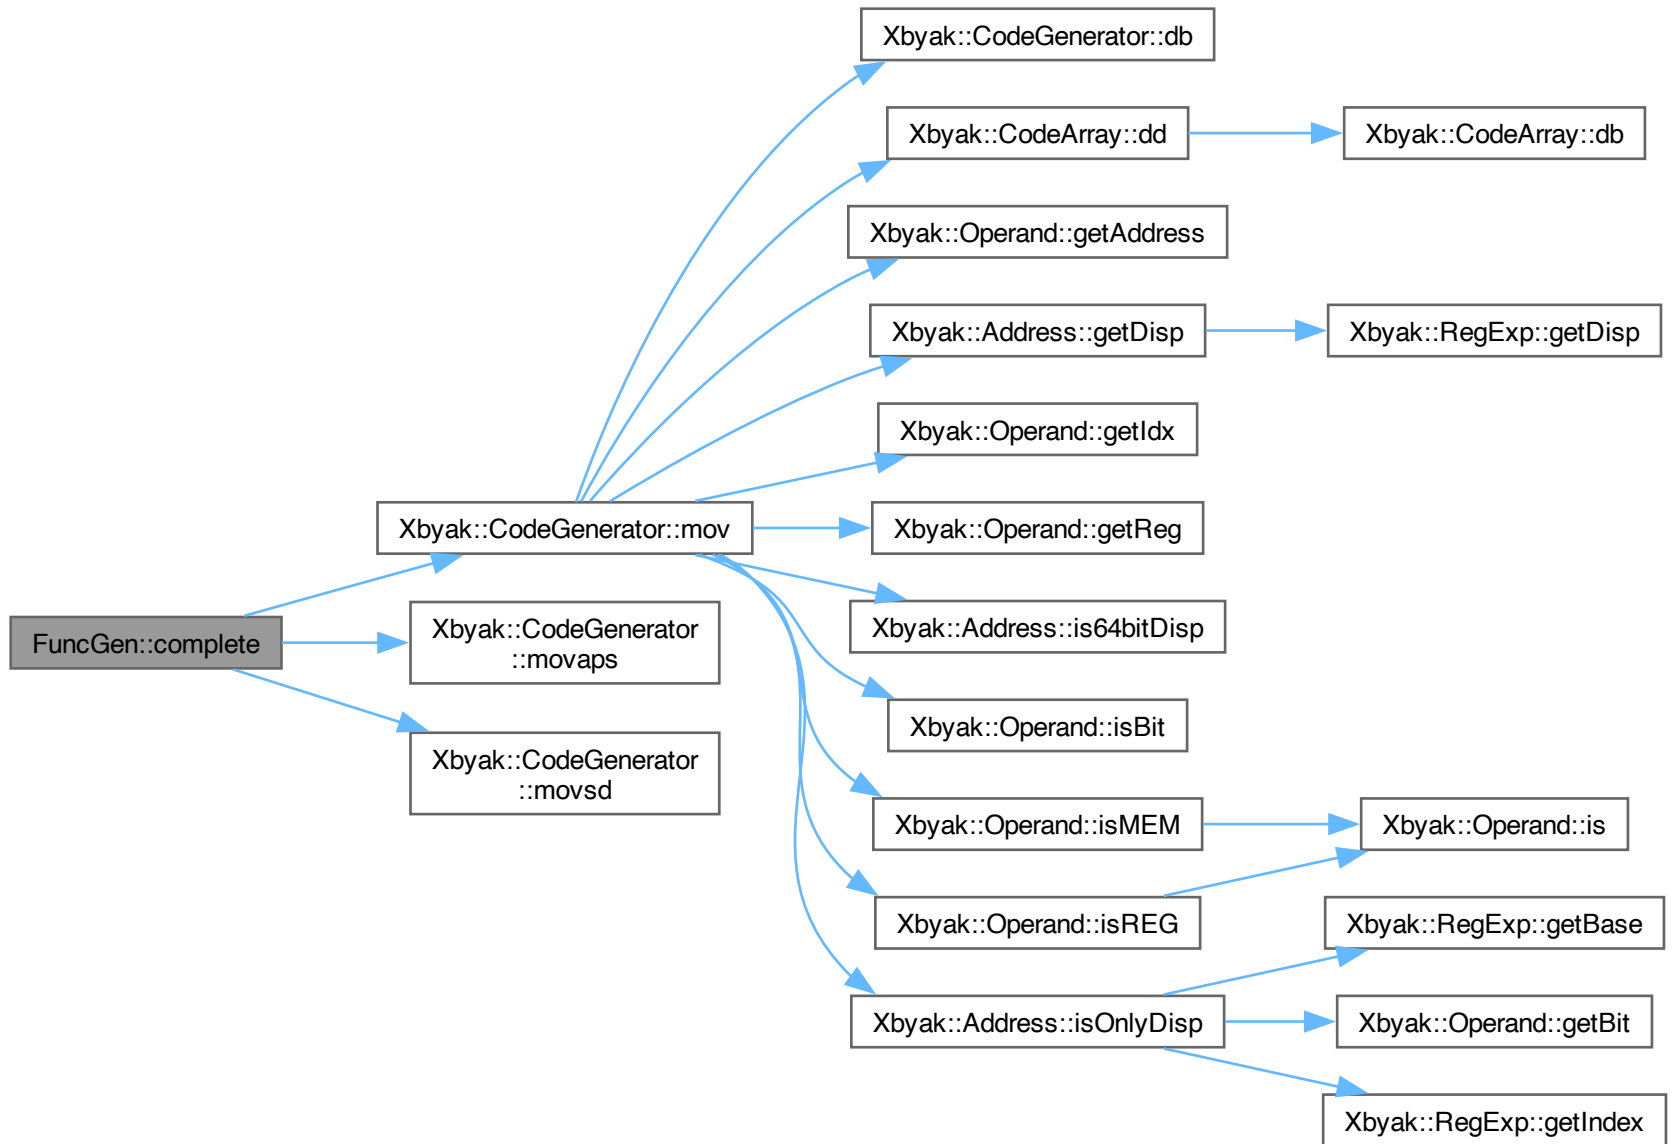 Xbyak::CodeGenerator::db
Xbyak::CodeArray::dd
Xbyak::CodeArray::db
Xbyak::Operand::getAddress
Xbyak::Address::getDisp
Xbyak::RegExp::getDisp
Xbyak::Operand::getIdx
Xbyak::CodeGenerator::mov
Xbyak::Operand::getReg
FuncGen::complete
Xbyak::CodeGenerator
::movaps
Xbyak::Address::is64bitDisp
Xbyak::Operand::isBit
Xbyak::CodeGenerator
::movsd
Xbyak::Operand::isMEM
Xbyak::Operand::is
Xbyak::Operand::isREG
Xbyak::RegExp::getBase
Xbyak::Address::isOnlyDisp
Xbyak::Operand::getBit
Xbyak::RegExp::getIndex